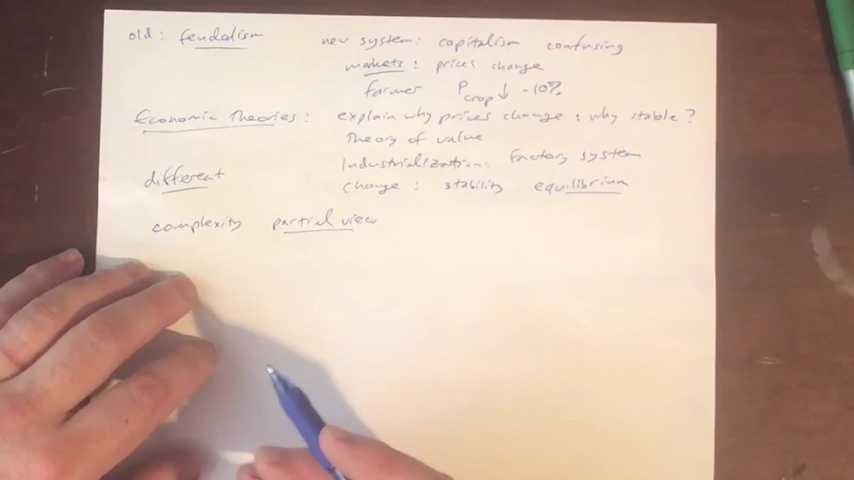 old: feudalism new system: capitalism confusing
markets: prices change
farmer Pcrop ↓ -10%
Economic Theories: explain why prices change; why stable?
Theory of value
Industrialization: Factory system
different change: stability equilibrium
complexity partial view